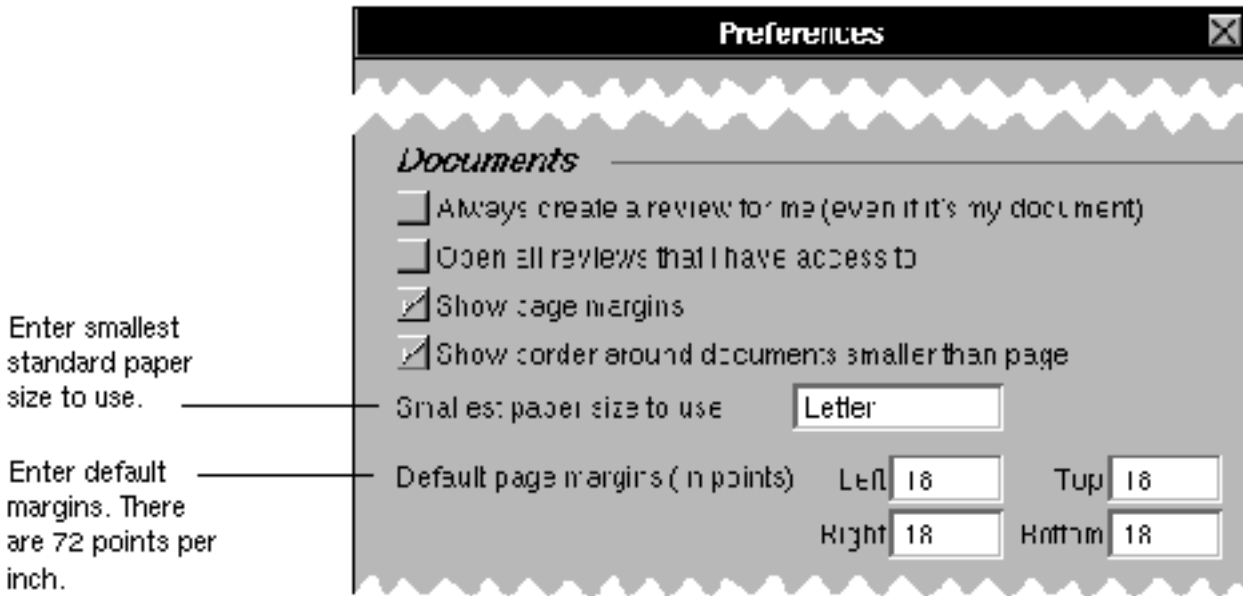 Preferences
Documents
Always create a review for me (even if it's my document)
Open all reviews that I have access to
Show page margins
Show border around documents smaller than page
Enter smallest
standard paper
size to use.
Smallest paper size to use Letter
Enter default
margins. There
are 72 points per
inch.
Default page margins (in points) Left 18 Top 18
Right 18 Bottom 18